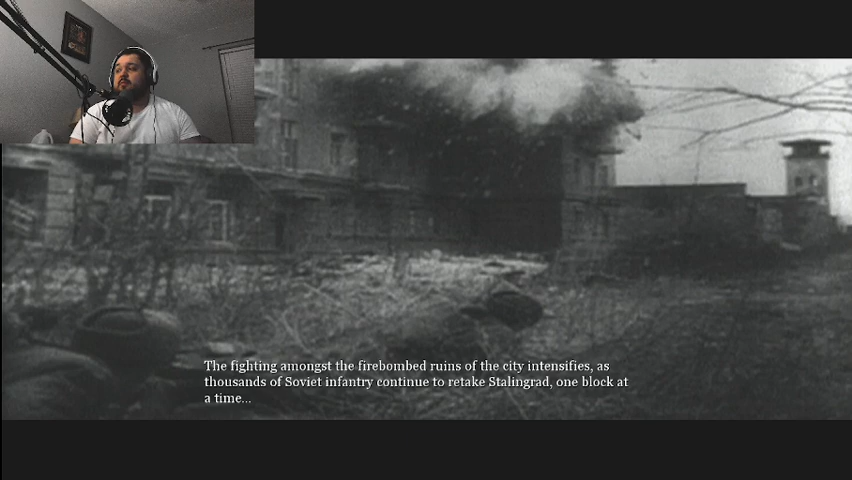 The fighting amongst the firebombed ruins of the city intensifies, as
thousands of Soviet infantry continue to retake Stalingrad, one block at
a time...